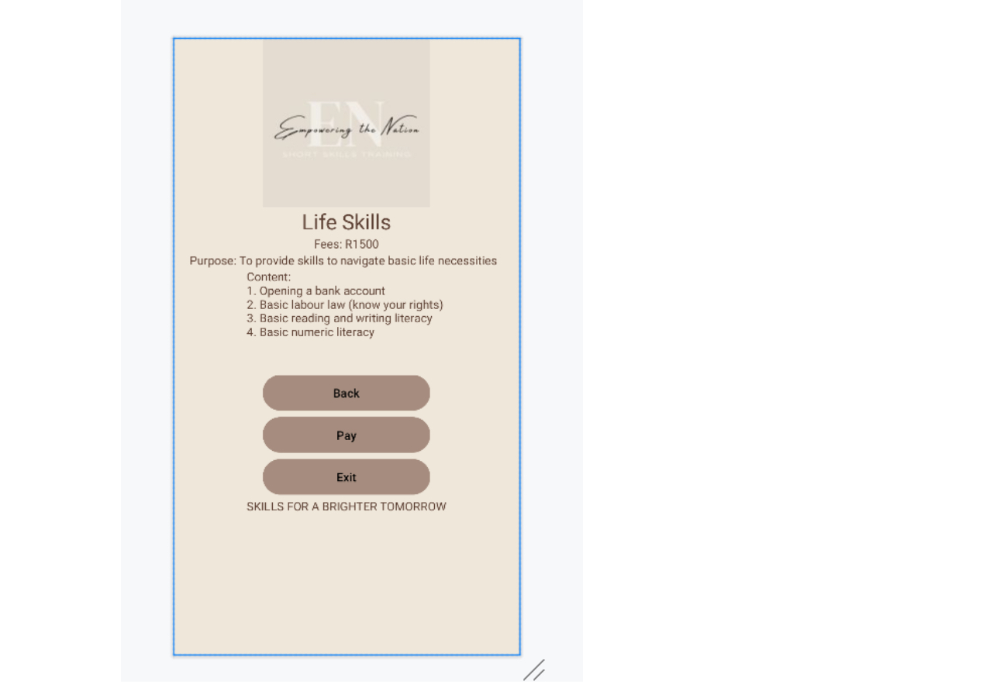 EN
Empowering the Nation
SHORT SKILLS TRAINING
Life Skills
Fees: R1500
Purpose: To provide skills to navigate basic life necessities
Content:
1. Opening a bank account
2. Basic labour law (know your rights)
3. Basic reading and writing literacy
4. Basic numeric literacy
Back
Pay
Exit
SKILLS FOR A BRIGHTER TOMORROW